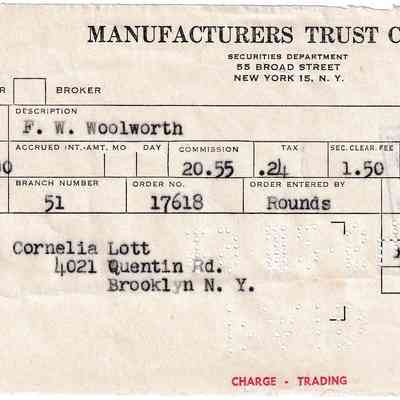 MANUFACTURERS TRUST C
SECURITIES DEPARTMENT
55 BROAD STREET
NEW YORK 15, N. Y.
R BROKER
DESCRIPTION
F. W. Woolworth
ACCRUED INT.-AMT. MO DAY COMMISSION TAX SEC. CLEAR. FEE
0 20.55 .24 1.50
BRANCH NUMBER ORDER NO. ORDER ENTERED BY
51 17618 Rounds
Cornelia Lott
4021 Quentin Rd.
Brooklyn N. Y.
CHARGE - TRADING